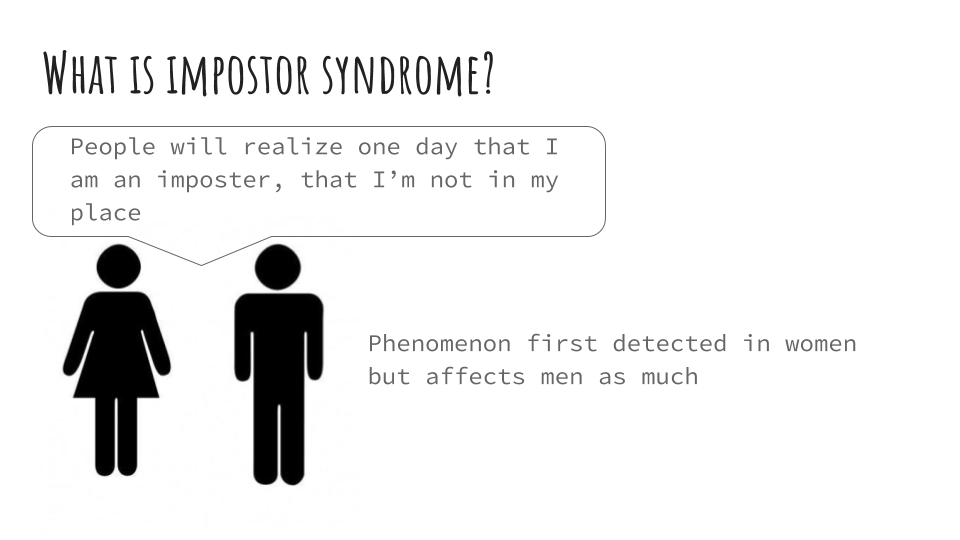 What is impostor syndrome?
People will realize one day that I
am an imposter, that I’m not in my
place
Phenomenon first detected in women
but affects men as much